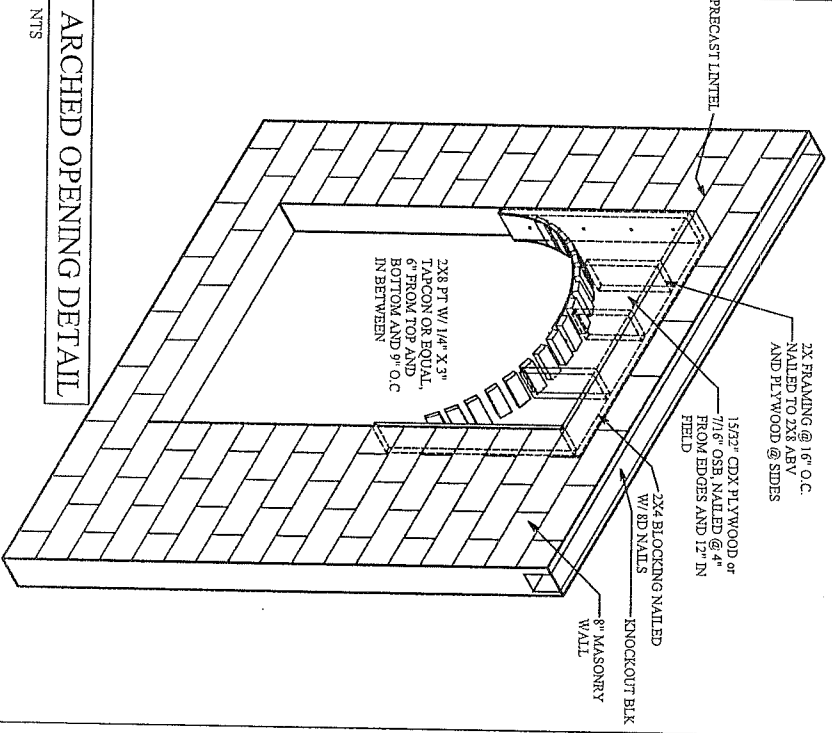 PRECAST LINTEL
2X FRAMING @ 16" O.C.
NAILED TO 2X8 ABV
AND PLYWOOD @ SIDES
15/32" CDX PLYWOOD or
7/16" OSB, NAILED @ 4"
FROM EDGES AND 12" IN
FIELD
2X4 BLOCKING NAILED
W/ 8D NAILS
KNOCKOUT BLK
8" MASONRY
WALL
2X8 PT W/ 1/4" X 3"
TAPCON OR EQUAL,
6" FROM TOP AND
BOTTOM AND 9" O.C
IN BETWEEN
ARCHED OPENING DETAIL
NTS